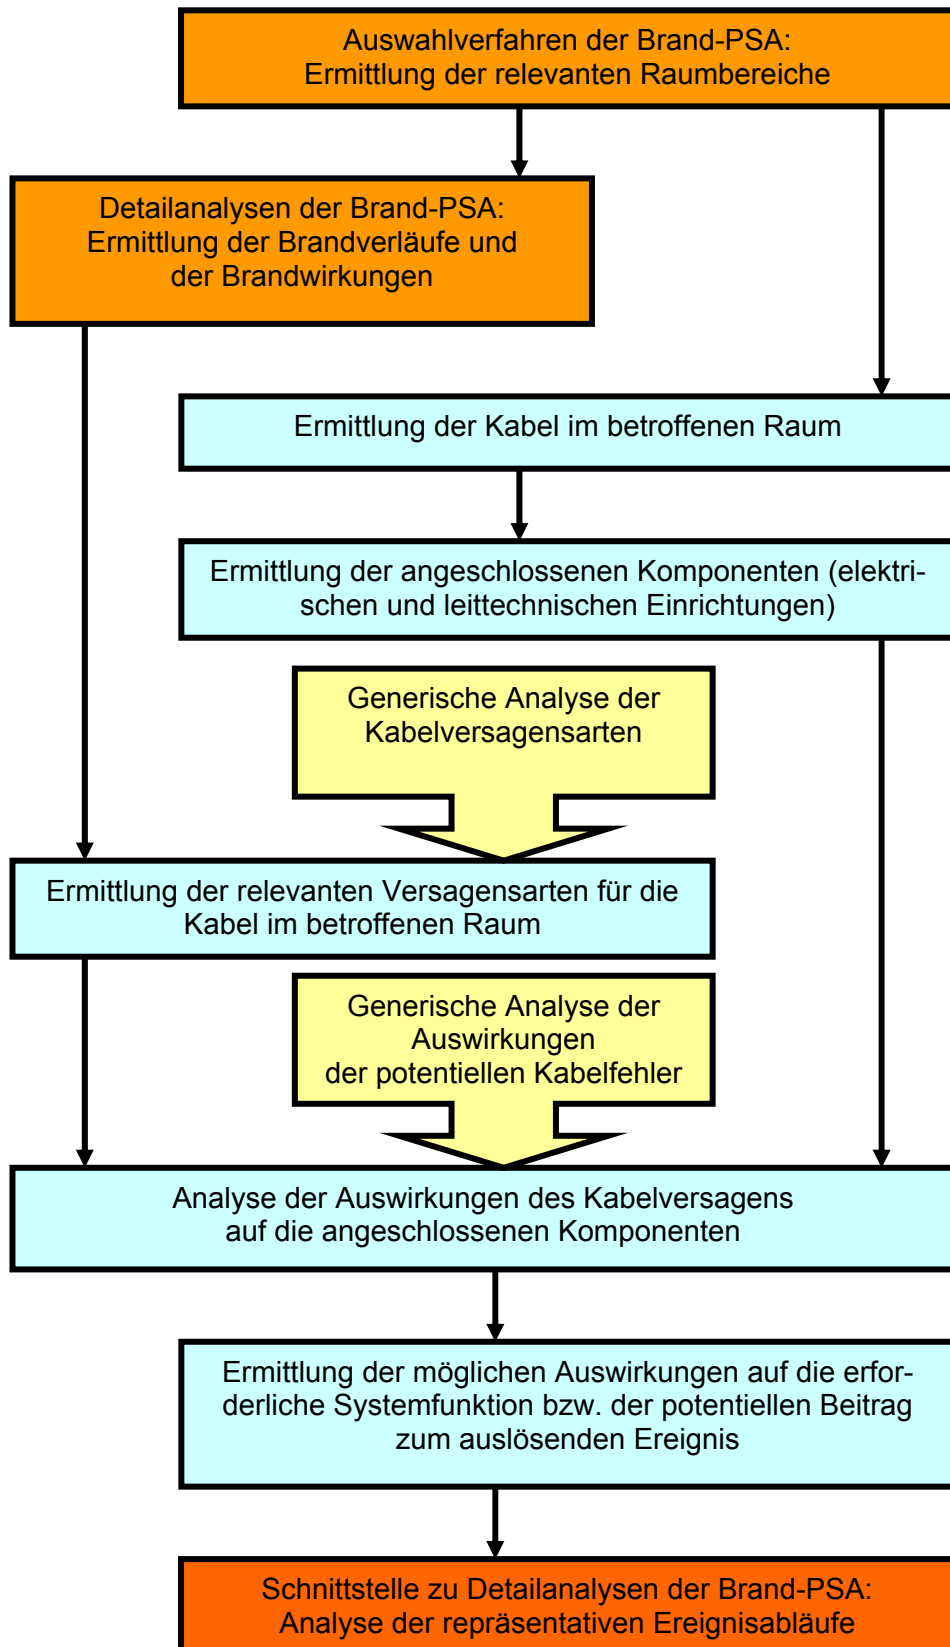 Auswahlverfahren der Brand-PSA:
Ermittlung der relevanten Raumbereiche
Detailanalysen der Brand-PSA:
Ermittlung der Brandverläufe und
der Brandwirkungen
Ermittlung der Kabel im betroffenen Raum
Ermittlung der angeschlossenen Komponenten (elektri-
schen und leittechnischen Einrichtungen)
Generische Analyse der
Kabelversagensarten
Ermittlung der relevanten Versagensarten für die
Kabel im betroffenen Raum
Generische Analyse der
Auswirkungen
der potentiellen Kabelfehler
Analyse der Auswirkungen des Kabelversagens
auf die angeschlossenen Komponenten
Ermittlung der möglichen Auswirkungen auf die erfor-
derliche Systemfunktion bzw. der potentiellen Beitrag
zum auslösenden Ereignis
Schnittstelle zu Detailanalysen der Brand-PSA:
Analyse der repräsentativen Ereignisabläufe